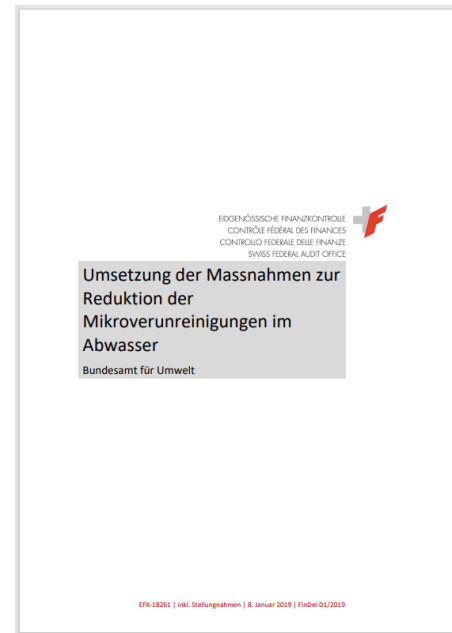 EIDGENÖSSISCHE FINANZKONTROLLE
CONTRÔLE FÉDÉRAL DES FINANCES
CONTROLLO FEDERALE DELLE FINANZE
SWISS FEDERAL AUDIT OFFICE
Umsetzung der Massnahmen zur
Reduktion der
Mikroverunreinigungen im
Abwasser
Bundesamt für Umwelt
EFK-18261 | inkl. Stellungnahmen | 8. Januar 2019 | FinDel D1/2019